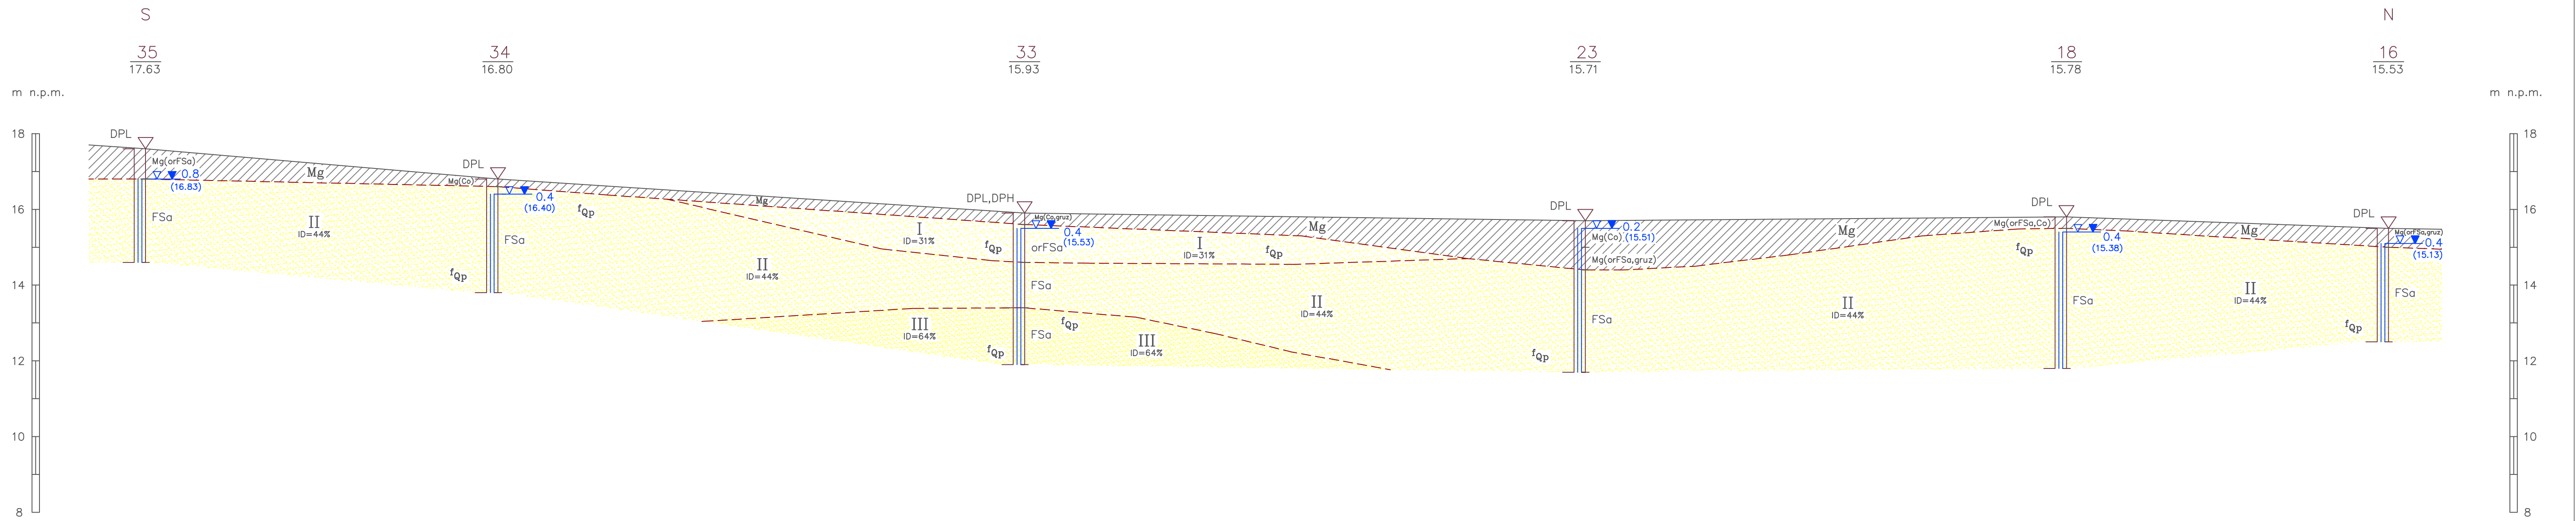 S N
35 34 33 23 18 16
17.63 16.80 15.93 15.71 15.78 15.53
m n.p.m. m n.p.m.
18 DPL 18
Mg(orFSa) DPL
Mg 0.8 Mg(Co)
(16.83)
0.4
(16.40)
Mg DPL,DPH DPL DPL DPL
16 16
FSa II fQp Mg(Co,gruz) Mg 0.2 Mg Mg(orFSa,Co) Mg Mg(orFSa,gruz)
ID=44% FSa I fQp 0.4 I Mg(Co) (15.51) fQp 0.4 0.4
ID=31% orFSa (15.53) ID=31% fQp (15.38) (15.13)
fQp II Mg(orFSa,gruz)
ID=44%
14 FSa II II FSa II FSa 14
ID=44% ID=44% ID=44%
III FSa fQp III FSa fQp
ID=64% ID=64%
12 fQp fQp 12
10 10
8 8